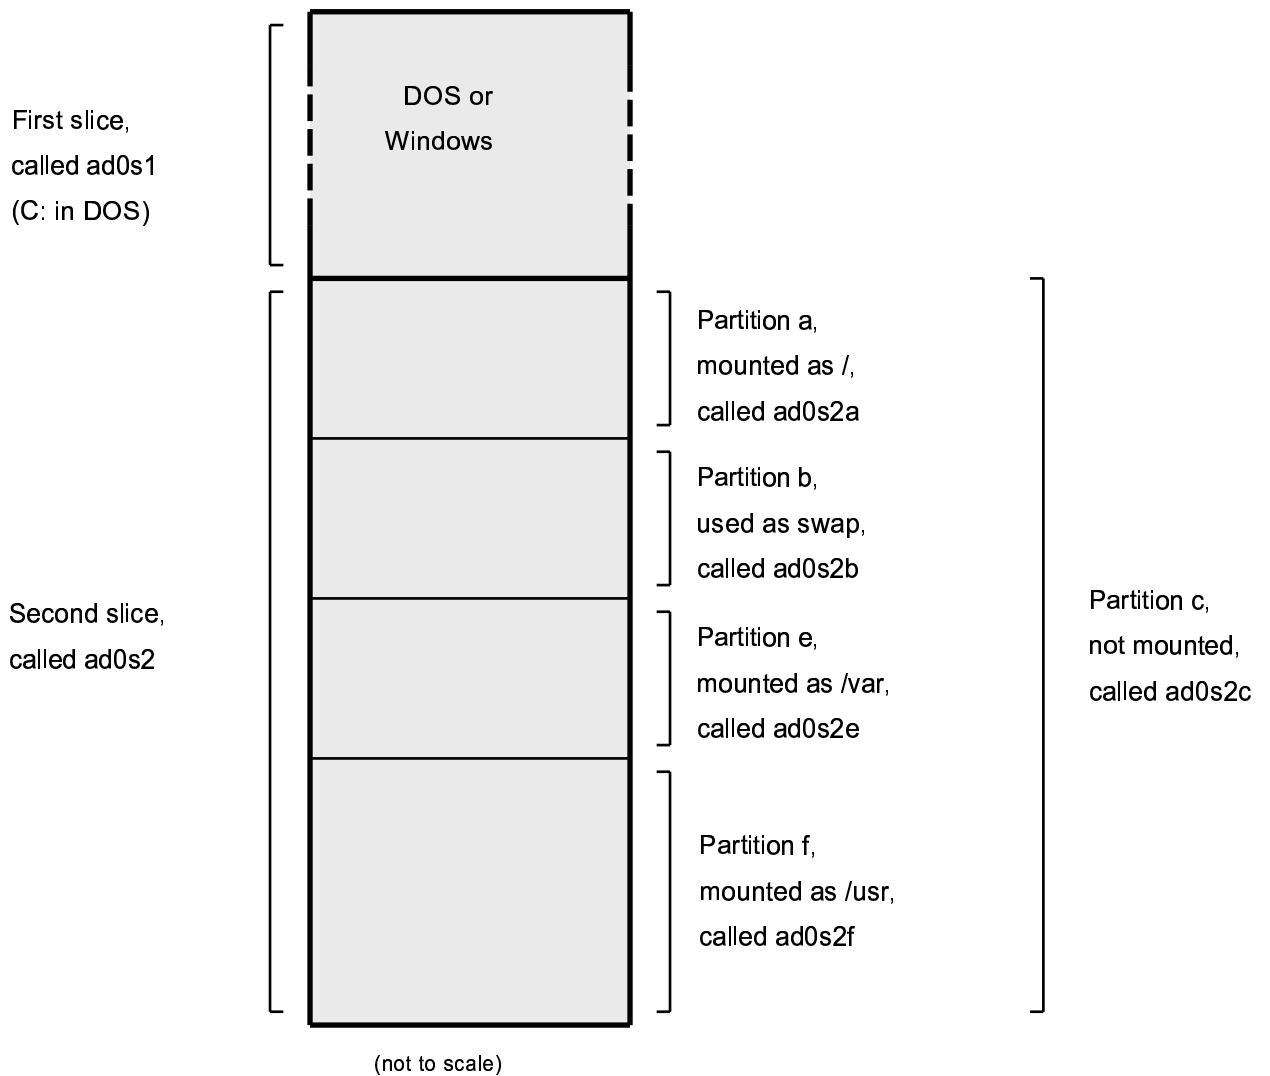 DOS or
Windows
First slice,
called ad0s1
(C: in DOS)
Partition a,
mounted as /,
called ad0s2a
Partition b,
used as swap,
called ad0s2b
Second slice,
called ad0s2
Partition e,
mounted as /var,
called ad0s2e
Partition c,
not mounted,
called ad0s2c
Partition f,
mounted as /usr,
called ad0s2f
(not to scale)